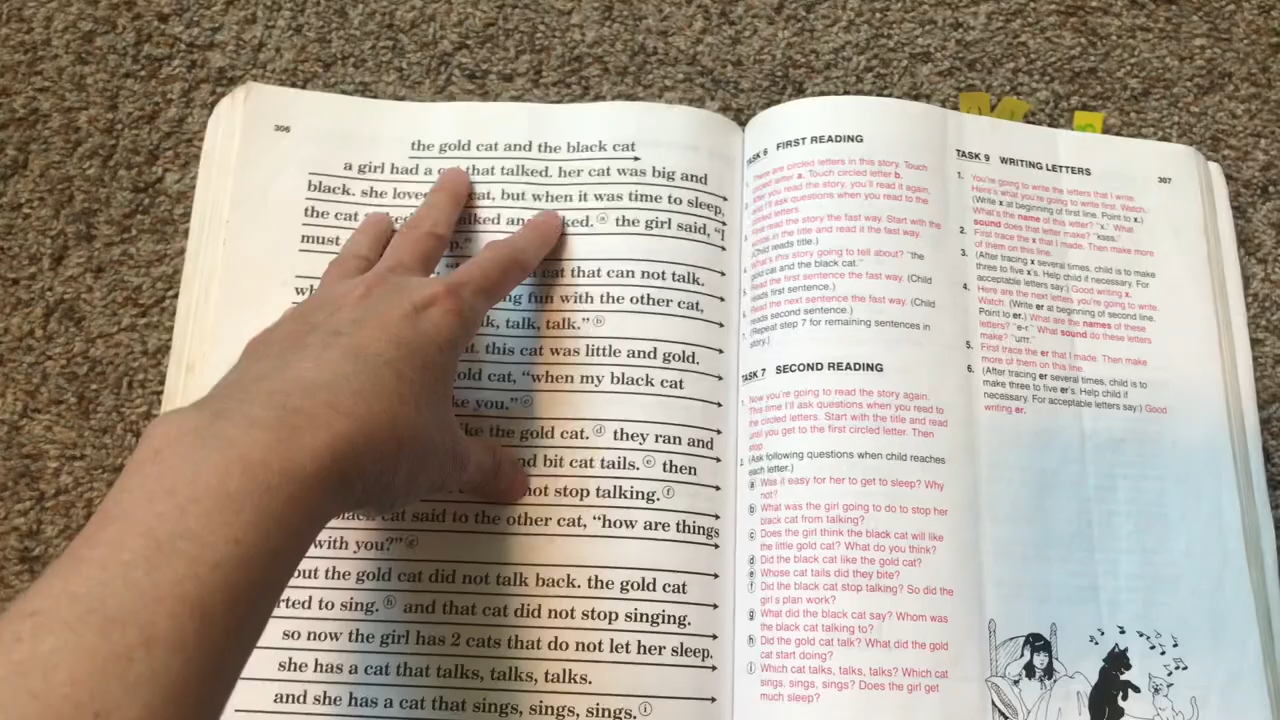 306
the gold cat and the black cat
a girl had a that talked. her cat was big and
black. she loved cat, but when it was time to sleep,
the cat talked and ⓐ the girl said, "I
must
cat that can not talk.
fun with the other cat,
talk, talk." ⓑ
this cat was little and gold.
gold cat, "when my black cat
you." ⓒ
the gold cat. ⓓ they ran and
and bit cat tails. ⓔ then
not stop talking. ⓕ
black cat said to the other cat, "how are things
with you?" ⓖ
but the gold cat did not talk back. the gold cat
started to sing. ⓗ and that cat did not stop singing.
so now the girl has 2 cats that do not let her sleep.
she has a cat that talks, talks, talks.
and she has a cat that sings, sings, sings. ⓘ
TASK 6 FIRST READING
There are circled letters in this story. Touch
circled letter a. Touch circled letter b.
After you read the story, you'll read it again,
and I'll ask questions when you read to the
circled letters.
First read the story the fast way. Start with the
words in the title and read it the fast way.
(Child reads title.)
What's this story going to tell about? "the
gold cat and the black cat."
Read the first sentence the fast way. (Child
reads first sentence.)
Read the next sentence the fast way. (Child
reads second sentence.)
(Repeat step 7 for remaining sentences in
story.)
TASK 7 SECOND READING
1. Now you're going to read the story again.
This time I'll ask questions when you read to
the circled letters. Start with the title and read
until you get to the first circled letter. Then
stop.
2. (Ask following questions when child reaches
each letter.)
ⓐ Was it easy for her to get to sleep? Why
not?
ⓑ What was the girl going to do to stop her
black cat from talking?
ⓒ Does the girl think the black cat will like
the little gold cat? What do you think?
ⓓ Did the black cat like the gold cat?
ⓔ Whose cat tails did they bite?
ⓕ Did the black cat stop talking? So did the
girl's plan work?
ⓖ What did the black cat say? Whom was
the black cat talking to?
ⓗ Did the gold cat talk? What did the gold
cat start doing?
ⓘ Which cat talks, talks, talks? Which cat
sings, sings, sings? Does the girl get
much sleep?
TASK 9 WRITING LETTERS
307
1. You're going to write the letters that I write.
Here's what you're going to write first. Watch.
(Write x at beginning of first line. Point to x.)
What's the name of this letter? "x." What
sound does that letter make? "ksss."
2. First trace the x that I made. Then make more
of them on this line.
3. (After tracing x several times, child is to make
three to five x's. Help child if necessary. For
acceptable letters say:) Good writing x.
4. Here are the next letters you're going to write.
Watch. (Write er at beginning of second line.
Point to er.) What are the names of these
letters? "e-r." What sound do these letters
make? "urrr."
5. First trace the er that I made. Then make
more of them on this line.
6. (After tracing er several times, child is to
make three to five er's. Help child if
necessary. For acceptable letters say:) Good
writing er.